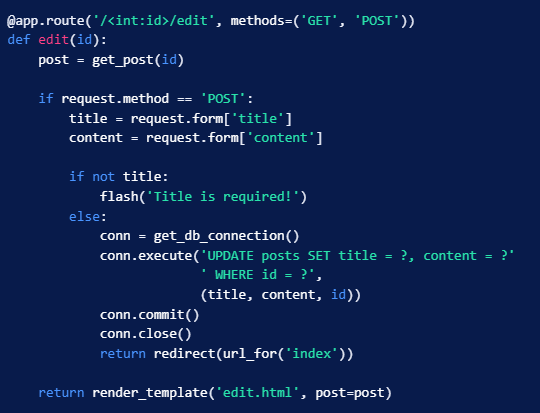 @app.route('/<int:id>/edit', methods=('GET', 'POST'))
def edit(id):
    post = get_post(id)

    if request.method == 'POST':
        title = request.form['title']
        content = request.form['content']

        if not title:
            flash('Title is required!')
        else:
            conn = get_db_connection()
            conn.execute('UPDATE posts SET title = ?, content = ?'
                         ' WHERE id = ?',
                         (title, content, id))
            conn.commit()
            conn.close()
            return redirect(url_for('index'))

    return render_template('edit.html', post=post)